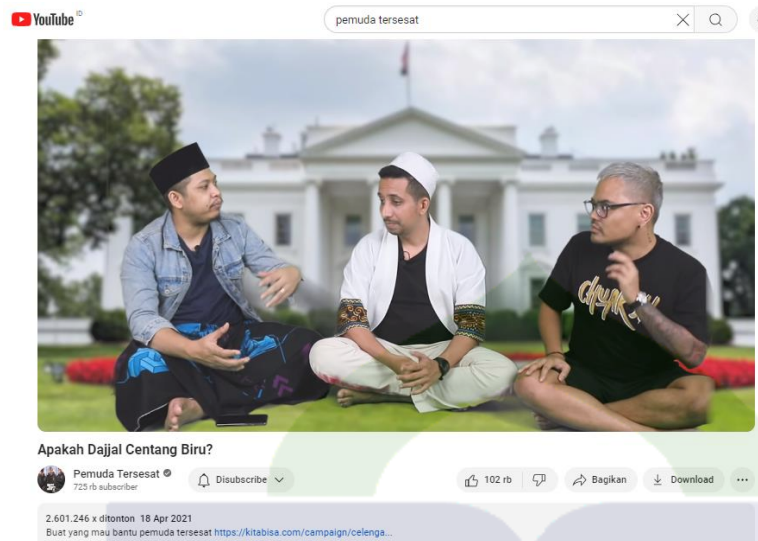 YouTube ID
pemuda tersesat
Apakah Dajjal Centang Biru?
Pemuda Tersesat
725 rb subscriber
Disubscribe
102 rb
Bagikan
Download
2.601.246 x ditonton 18 Apr 2021
Buat yang mau bantu pemuda tersesat https://kitabisa.com/campaign/celenga...